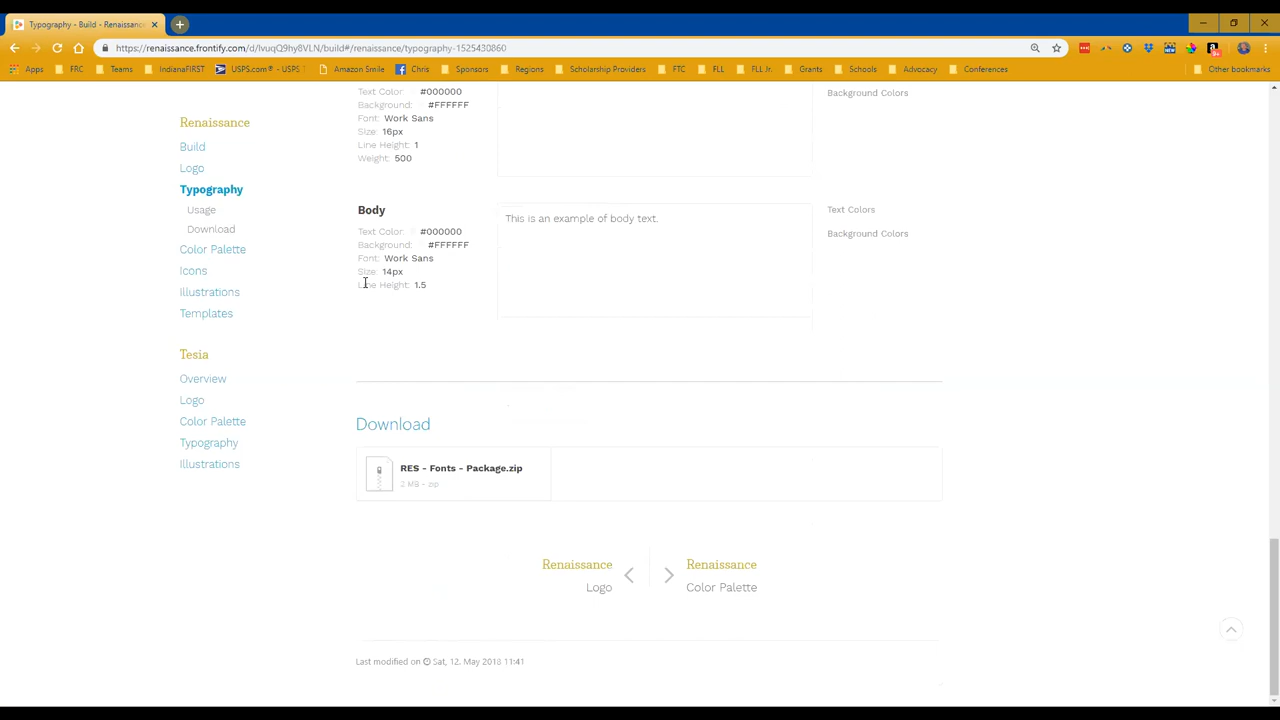 Typography - Build - Renaissance
https://renaissance.frontify.com/d/lvuqQ9hy8VLN/build#/renaissance/typography-1525430860
Apps FRC Teams IndianaFIRST USPS.com® - USPS Amazon Smile Chris Sponsors Regions Scholarship Providers FTC FLL FLL Jr. Grants Schools Advocacy Conferences Other bookmarks
Renaissance
Build
Logo
Typography
Usage
Download
Color Palette
Icons
Illustrations
Templates
Tesia
Overview
Logo
Color Palette
Typography
Illustrations
Text Color: #000000
Background: #FFFFFF
Font: Work Sans
Size: 16px
Line Height: 1
Weight: 500
Background Colors
Body
Text Color: #000000
Background: #FFFFFF
Font: Work Sans
Size: 14px
Line Height: 1.5
This is an example of body text.
Text Colors
Background Colors
Download
RES - Fonts - Package.zip
2 MB - zip
Renaissance
Logo
Renaissance
Color Palette
Last modified on Sat, 12. May 2018 11:41